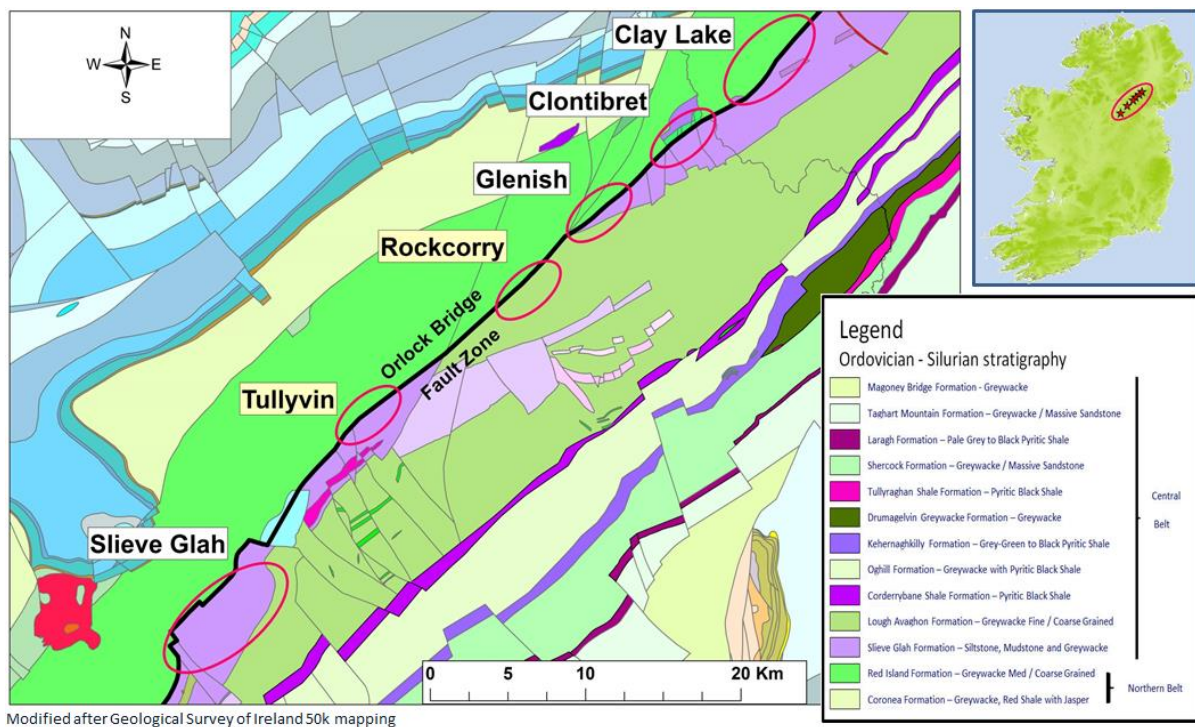 N
W E
S
Clay Lake
Clontibret
Glenish
Rockcorry
Orlock Bridge
Fault Zone
Tullyvin
Slieve Glah
0 5 10 20 Km
Legend
Ordovician - Silurian stratigraphy
Magoney Bridge Formation - Greywacke
Taghart Mountain Formation – Greywacke / Massive Sandstone
Laragh Formation – Pale Grey to Black Pyritic Shale
Shercock Formation – Greywacke / Massive Sandstone
Tullyraghan Shale Formation – Pyritic Black Shale
Drumagelvin Greywacke Formation – Greywacke
Kehernaghkilly Formation – Grey-Green to Black Pyritic Shale
Oghill Formation – Greywacke with Pyritic Black Shale
Corderrybane Shale Formation – Pyritic Black Shale
Lough Avaghon Formation – Greywacke Fine / Coarse Grained
Slieve Glah Formation – Siltstone, Mudstone and Greywacke
Central
Belt
Red Island Formation – Greywacke Med / Coarse Grained
Coronea Formation – Greywacke, Red Shale with Jasper
Northern Belt
Modified after Geological Survey of Ireland 50k mapping